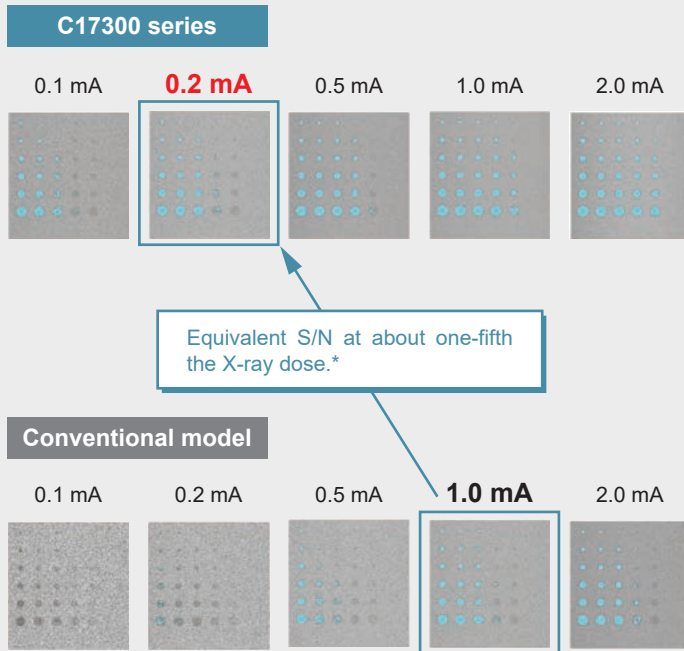 C17300 series
0.1 mA
0.2 mA
0.5 mA
1.0 mA
2.0 mA
Equivalent S/N at about one-fifth
the X-ray dose.*
Conventional model
0.1 mA
0.2 mA
0.5 mA
1.0 mA
2.0 mA